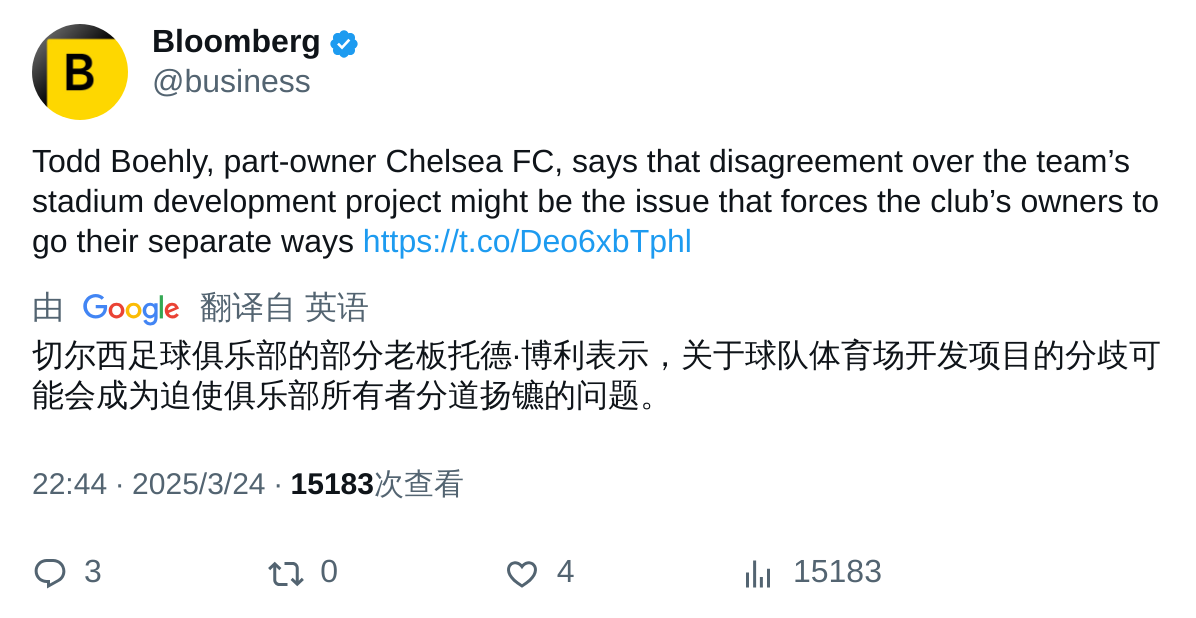 B
Bloomberg
@business
Todd Boehly, part-owner Chelsea FC, says that disagreement over the team’s
stadium development project might be the issue that forces the club’s owners to
go their separate ways https://t.co/Deo6xbTphl
由 Google 翻译自 英语
切尔西足球俱乐部的部分老板托德·博利表示，关于球队体育场开发项目的分歧可
能会成为迫使俱乐部所有者分道扬镳的问题。
22:44 · 2025/3/24 · 15183次查看
3 0 4 15183